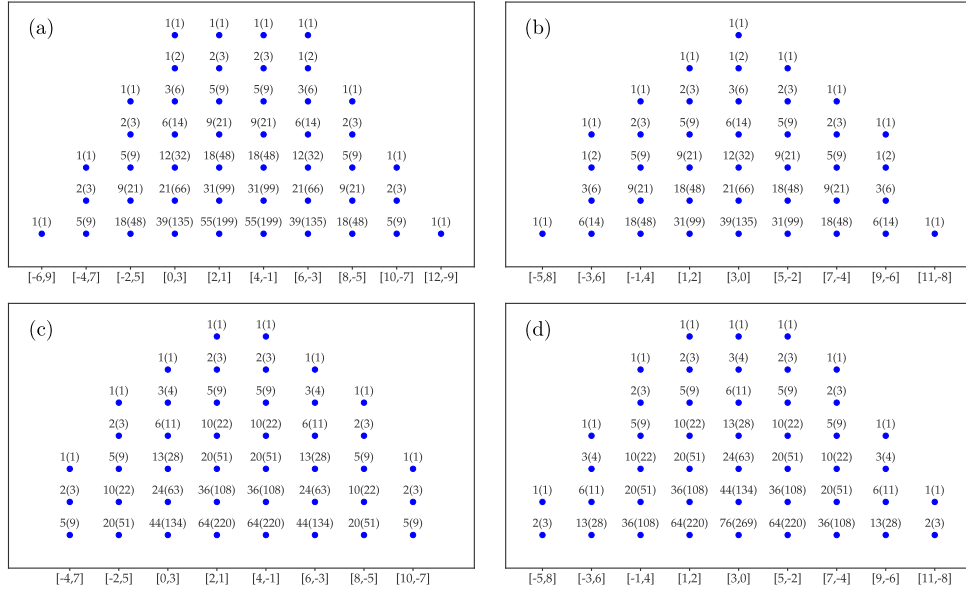 (a)
1(1) 1(1) 1(1) 1(1)
1(2) 2(3) 2(3) 1(2)
1(1) 3(6) 5(9) 5(9) 3(6) 1(1)
2(3) 6(14) 9(21) 9(21) 6(14) 2(3)
1(1) 5(9) 12(32) 18(48) 18(48) 12(32) 5(9) 1(1)
2(3) 9(21) 21(66) 31(99) 31(99) 21(66) 9(21) 2(3)
1(1) 5(9) 18(48) 39(135) 55(199) 55(199) 39(135) 18(48) 5(9) 1(1)
[-6,9] [-4,7] [-2,5] [0,3] [2,1] [4,-1] [6,-3] [8,-5] [10,-7] [12,-9]
(b)
1(1)
1(1) 1(2) 1(1)
1(1) 2(3) 3(6) 2(3) 1(1)
1(1) 2(3) 5(9) 6(14) 5(9) 2(3) 1(1)
1(2) 5(9) 9(21) 12(32) 9(21) 5(9) 1(2)
3(6) 9(21) 18(48) 21(66) 18(48) 9(21) 3(6)
1(1) 6(14) 18(48) 31(99) 39(135) 31(99) 18(48) 6(14) 1(1)
[-5,8] [-3,6] [-1,4] [1,2] [3,0] [5,-2] [7,-4] [9,-6] [11,-8]
(c)
1(1) 1(1)
1(1) 2(3) 2(3) 1(1)
1(1) 3(4) 5(9) 5(9) 3(4) 1(1)
2(3) 6(11) 10(22) 10(22) 6(11) 2(3)
1(1) 5(9) 13(28) 20(51) 20(51) 13(28) 5(9) 1(1)
2(3) 10(22) 24(63) 36(108) 36(108) 24(63) 10(22) 2(3)
5(9) 20(51) 44(134) 64(220) 64(220) 44(134) 20(51) 5(9)
[-4,7] [-2,5] [0,3] [2,1] [4,-1] [6,-3] [8,-5] [10,-7]
(d)
1(1) 1(1) 1(1)
1(1) 2(3) 3(4) 2(3) 1(1)
2(3) 5(9) 6(11) 5(9) 2(3)
1(1) 5(9) 10(22) 13(28) 10(22) 5(9) 1(1)
3(4) 10(22) 20(51) 24(63) 20(51) 10(22) 3(4)
1(1) 6(11) 20(51) 36(108) 44(134) 36(108) 20(51) 6(11) 1(1)
2(3) 13(28) 36(108) 64(220) 76(269) 64(220) 36(108) 13(28) 2(3)
[-5,8] [-3,6] [-1,4] [1,2] [3,0] [5,-2] [7,-4] [9,-6] [11,-8]